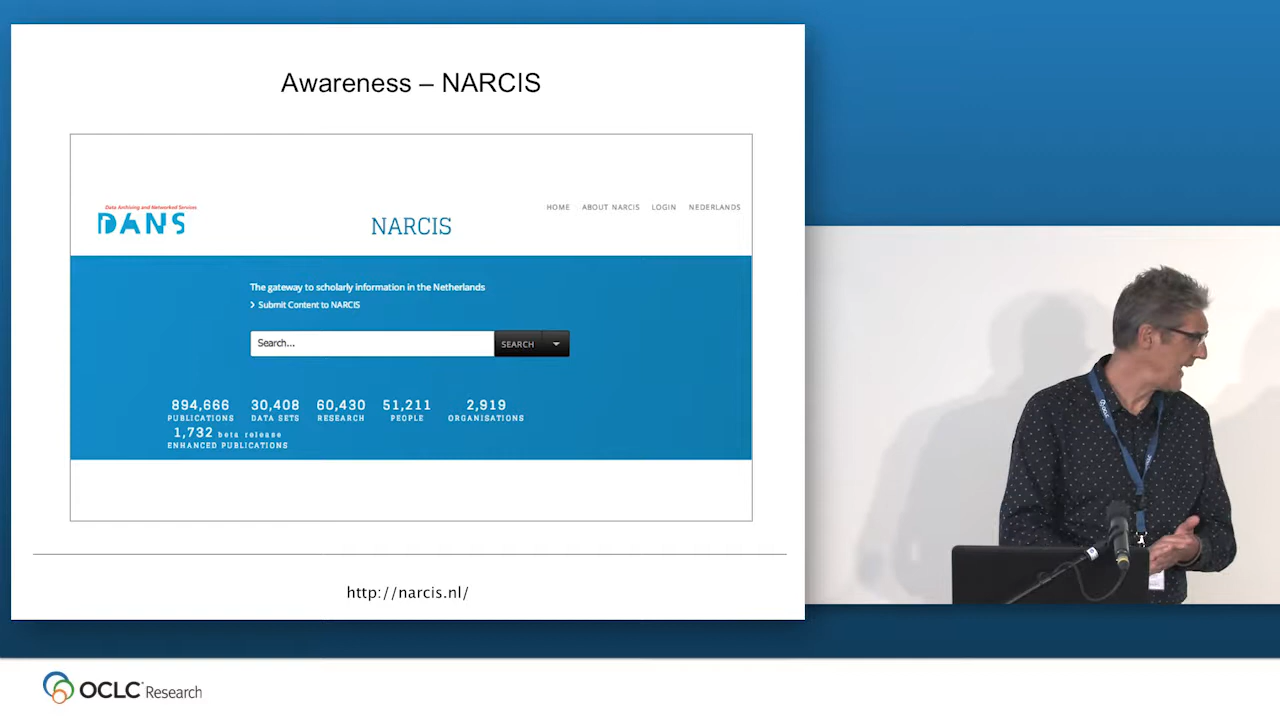 Awareness – NARCIS
Data Archiving and Networked Services
DANS
NARCIS
HOME ABOUT NARCIS LOGIN NEDERLANDS
The gateway to scholarly information in the Netherlands
Submit Content to NARCIS
Search...
SEARCH
894,666 30,408 60,430 51,211 2,919
PUBLICATIONS DATA SETS RESEARCH PEOPLE ORGANISATIONS
1,732 beta release
ENHANCED PUBLICATIONS
http://narcis.nl/
OCLC
OCLC
OCLC Research